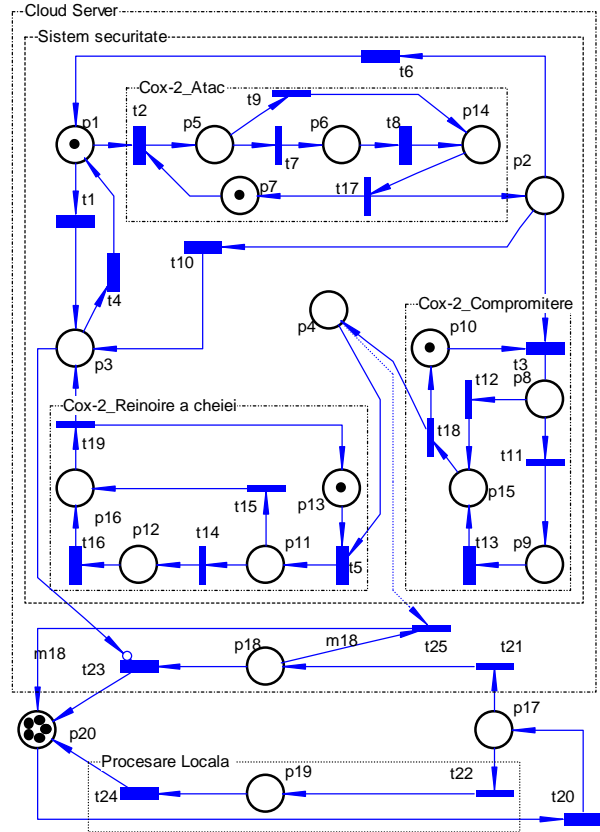 Cloud Server
Sistem securitate
t6
Cox-2_Atac
t9
p1
t2
p5
p6
t8
p14
t7
p2
p7
t17
t1
t10
t4
p4
Cox-2_Compromitere
p10
p3
t3
t12
p8
Cox-2_Reinoire a cheiei
t19
t18
t11
p13
t15
p15
p16
p12
t14
p11
t16
t5
t13
p9
m18
p18
m18
t25
t21
t23
p17
p20
Procesare Locala
p19
t22
t24
t20